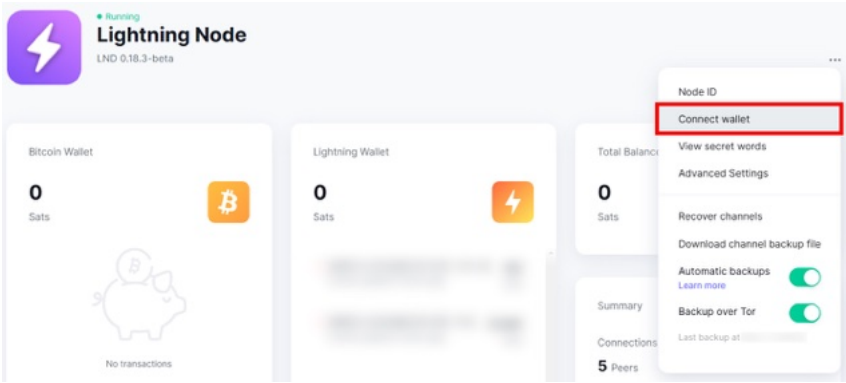 Running
Lightning Node
LND 0.18.3-beta
Node ID
Connect wallet
View secret words
Advanced Settings
Recover channels
Download channel backup file
Automatic backups
Learn more
Backup over Tor
Last backup at
Bitcoin Wallet
0
Sats
No transactions
Lightning Wallet
0
Sats
Total Balance
0
Sats
Summary
Connections
5 Peers